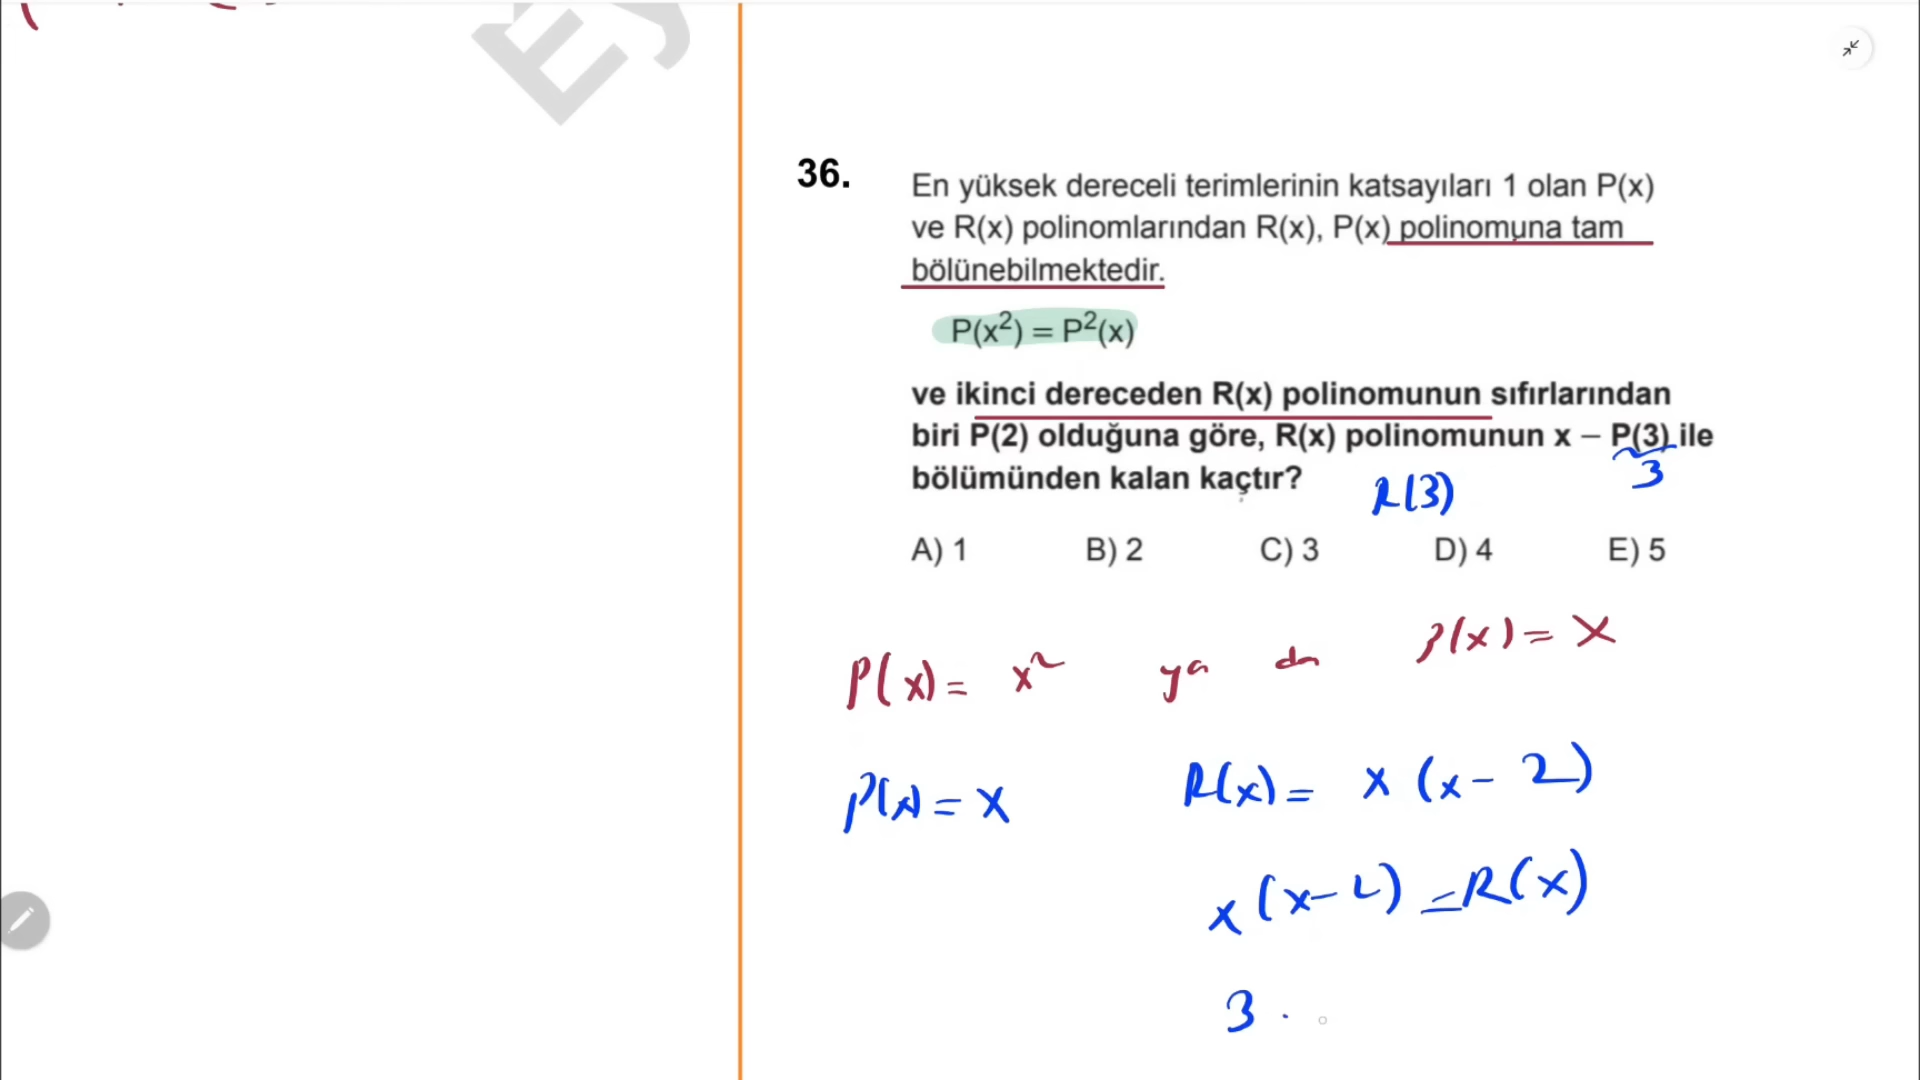 Ey
36.
En yüksek dereceli terimlerinin katsayıları 1 olan P(x)
ve R(x) polinomlarından R(x), P(x) polinomuna tam
bölünebilmektedir.
P(x²) = P²(x)
ve ikinci dereceden R(x) polinomunun sıfırlarından
biri P(2) olduğuna göre, R(x) polinomunun x – P(3) ile
3
bölümünden kalan kaçtır?
R(3)
A) 1 B) 2 C) 3 D) 4 E) 5
P(x) = x² ya da P(x) = x
P(x) = x R(x) = x (x - 2)
x (x - 2) = R(x)
3 .